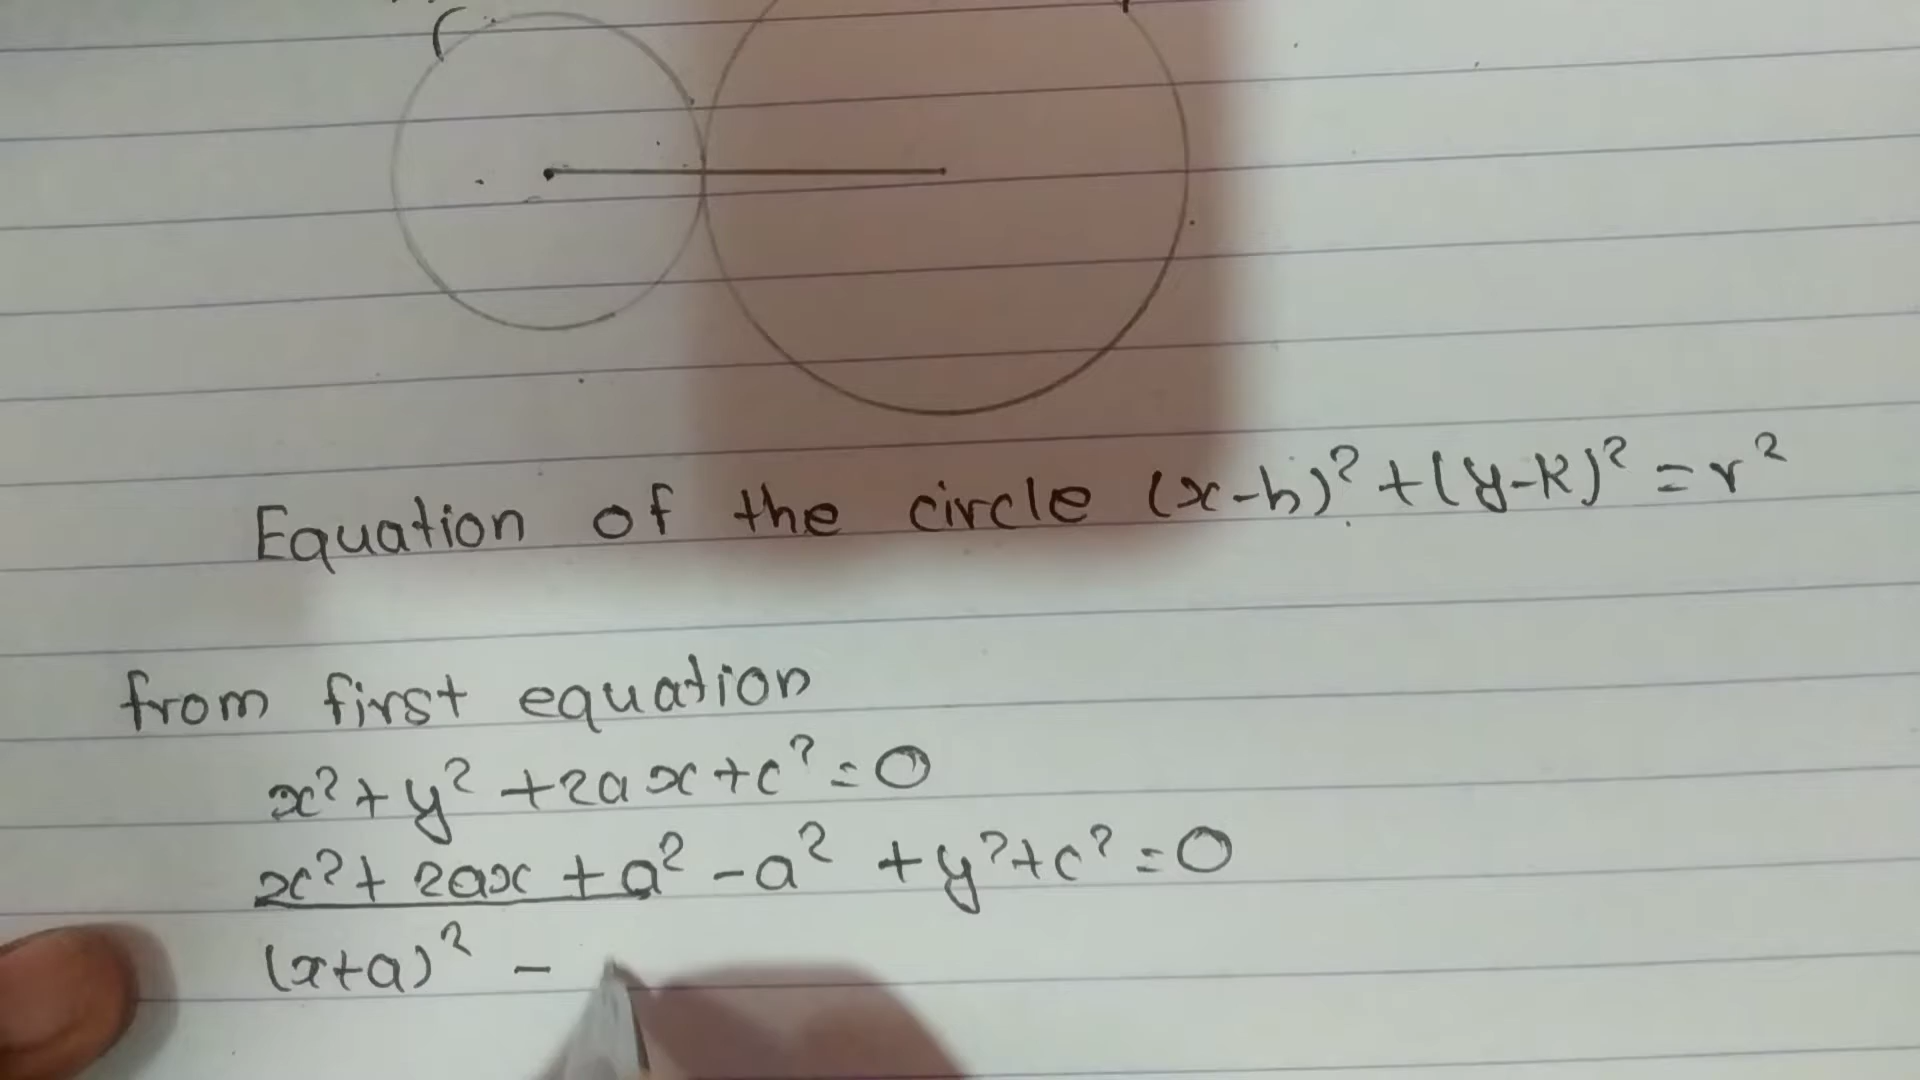 Equation of the circle (x-h)²+(y-k)²=r²
from first equation
x²+y²+2ax+c²=0
x²+2ax+a²-a²+y²+c²=0
(x+a)² -